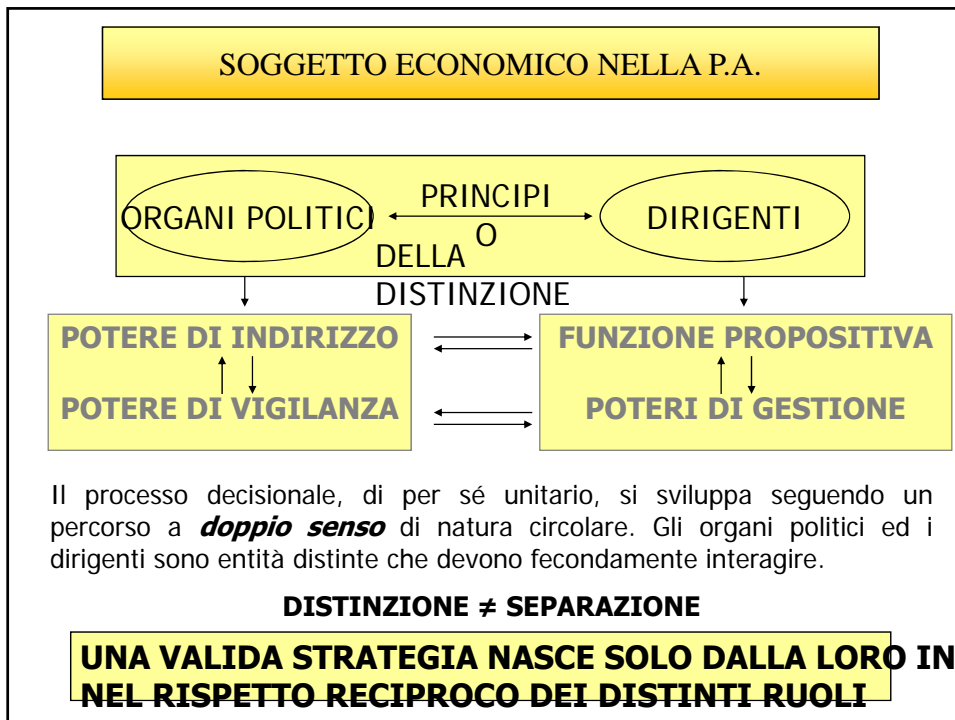 SOGGETTO ECONOMICO NELLA P.A.
ORGANI POLITICI
PRINCIPI
O
DELLA
DISTINZIONE
DIRIGENTI
POTERE DI INDIRIZZO
POTERE DI VIGILANZA
FUNZIONE PROPOSITIVA
POTERI DI GESTIONE
Il processo decisionale, di per sé unitario, si sviluppa seguendo un
percorso a doppio senso di natura circolare. Gli organi politici ed i
dirigenti sono entità distinte che devono fecondamente interagire.
DISTINZIONE ≠ SEPARAZIONE
UNA VALIDA STRATEGIA NASCE SOLO DALLA LORO IN
NEL RISPETTO RECIPROCO DEI DISTINTI RUOLI